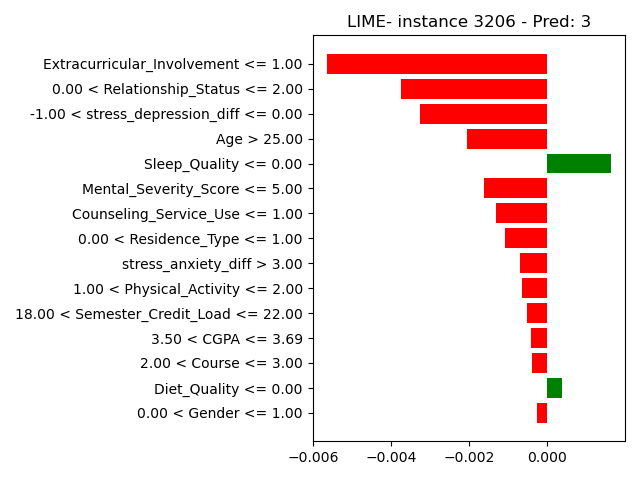 LIME- instance 3206 - Pred: 3
Extracurricular_Involvement <= 1.00
0.00 < Relationship_Status <= 2.00
-1.00 < stress_depression_diff <= 0.00
Age > 25.00
Sleep_Quality <= 0.00
Mental_Severity_Score <= 5.00
Counseling_Service_Use <= 1.00
0.00 < Residence_Type <= 1.00
stress_anxiety_diff > 3.00
1.00 < Physical_Activity <= 2.00
18.00 < Semester_Credit_Load <= 22.00
3.50 < CGPA <= 3.69
2.00 < Course <= 3.00
Diet_Quality <= 0.00
0.00 < Gender <= 1.00
−0.006 −0.004 −0.002 0.000